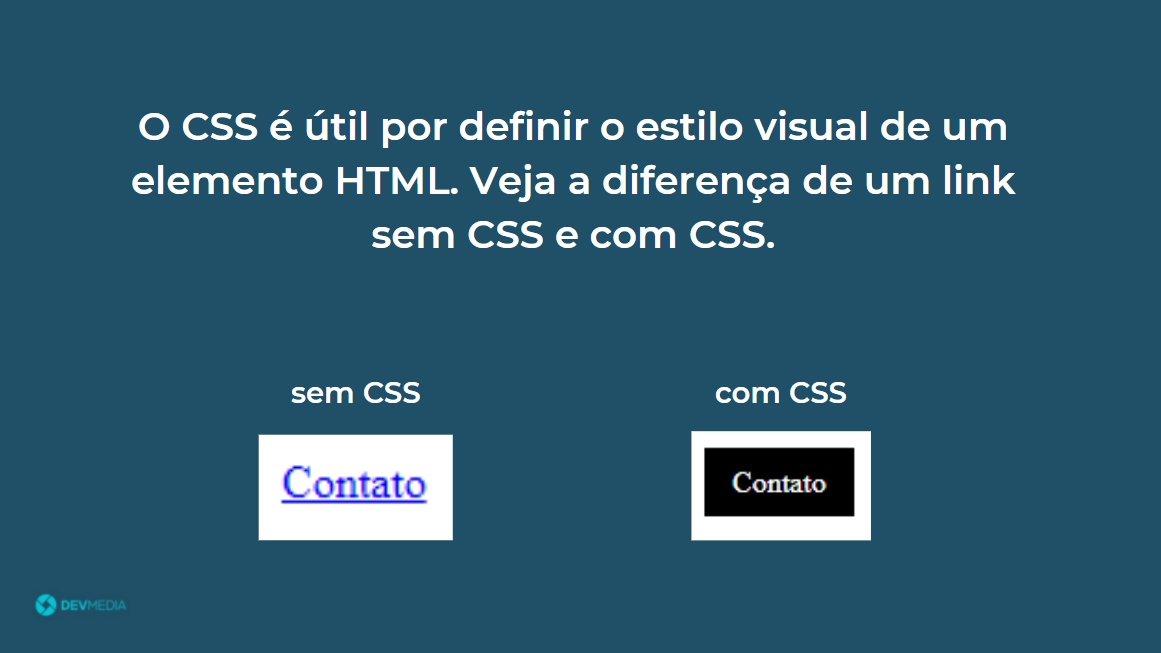 O CSS é útil por definir o estilo visual de um
elemento HTML. Veja a diferença de um link
sem CSS e com CSS.
sem CSS
com CSS
Contato
Contato
DEVMEDIA